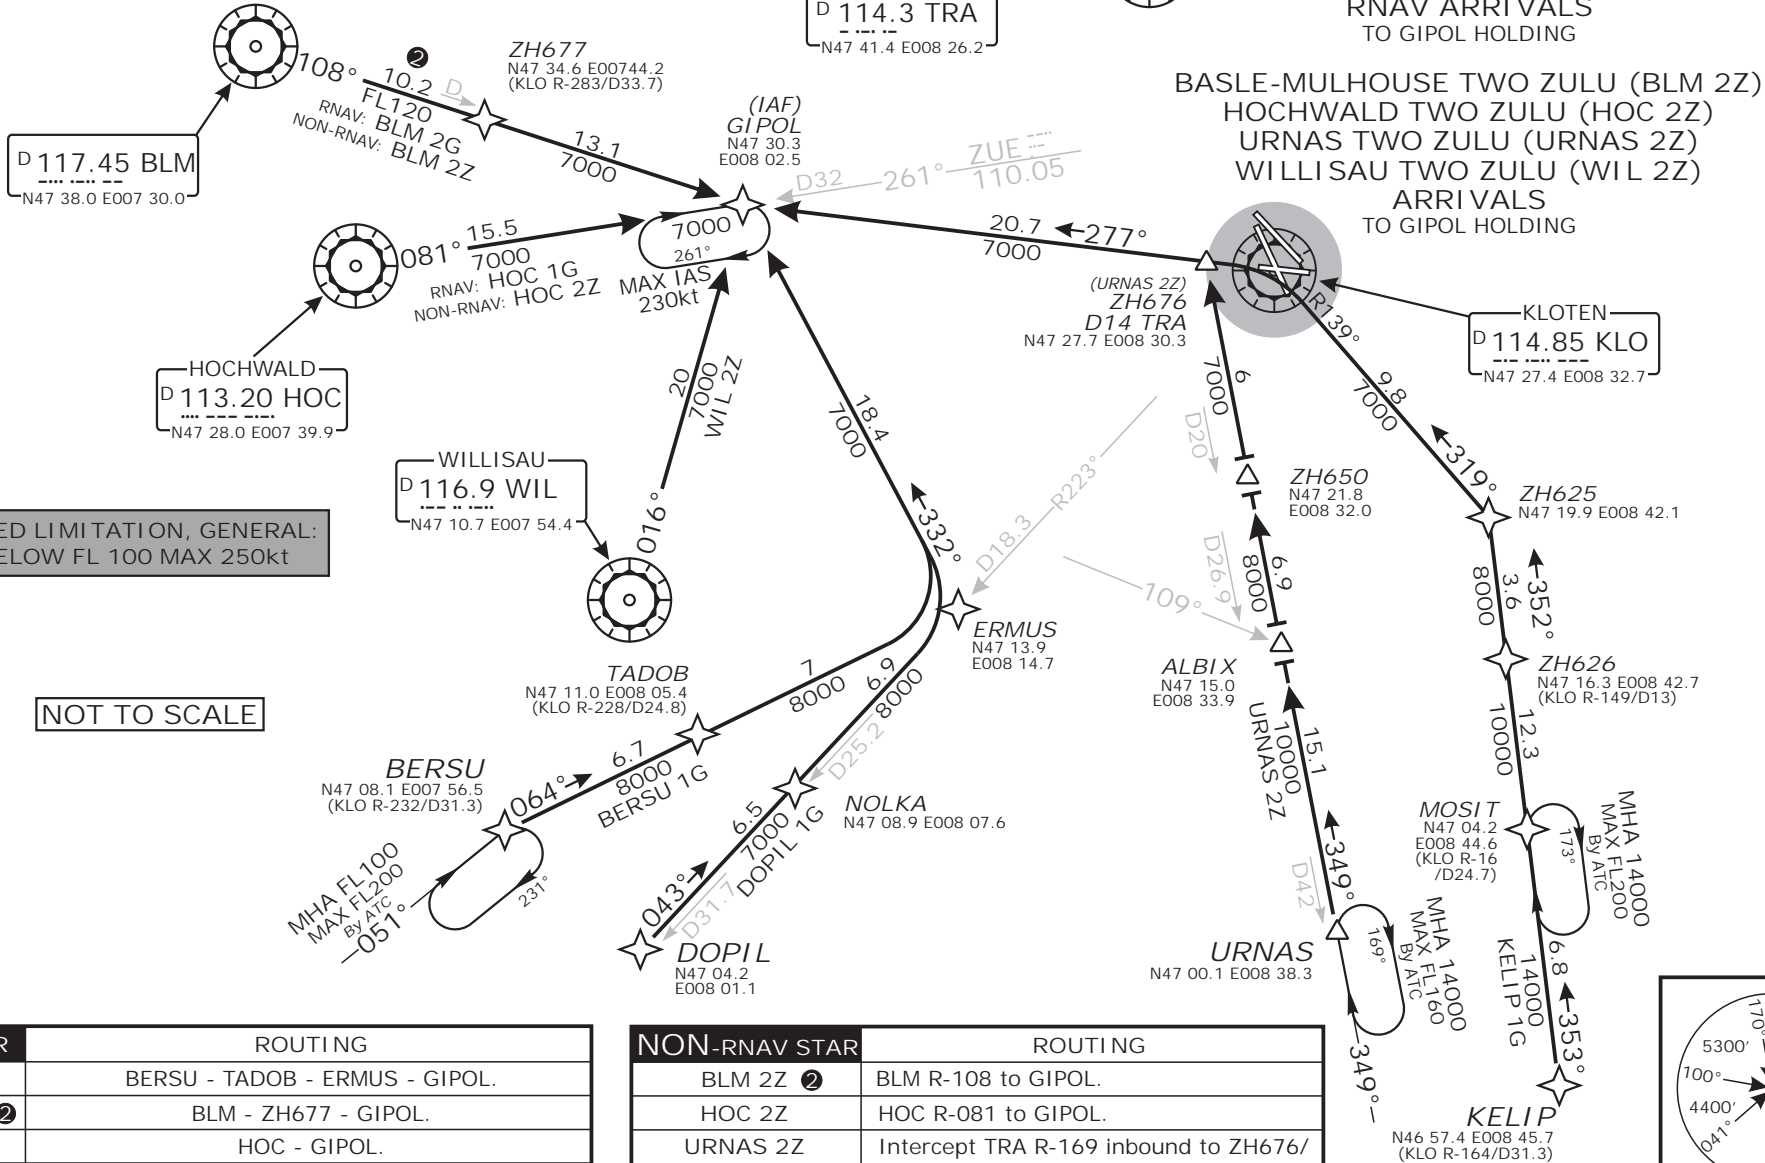 D 114.3 TRA
N47 41.4 E008 26.2
RNAV ARRIVALS
TO GIPOL HOLDING
BASLE-MULHOUSE TWO ZULU (BLM 2Z)
HOCHWALD TWO ZULU (HOC 2Z)
URNAS TWO ZULU (URNAS 2Z)
WILLISAU TWO ZULU (WIL 2Z)
ARRIVALS
TO GIPOL HOLDING
108°
2
10.2
D
FL120
RNAV: BLM 2G
NON-RNAV: BLM 2Z
ZH677
N47 34.6 E00744.2
(KLO R-283/D33.7)
13.1
7000
D 117.45 BLM
N47 38.0 E007 30.0
(IAF)
GIPOL
N47 30.3
E008 02.5
D32
261°
ZUE
110.05
081°
15.5
7000
RNAV: HOC 1G
NON-RNAV: HOC 2Z
7000
261°
MAX IAS
230kt
20.7
7000
277°
(URNAS 2Z)
ZH676
D14 TRA
N47 27.7 E008 30.3
R139°
KLOTEN
D 114.85 KLO
N47 27.4 E008 32.7
HOCHWALD
D 113.20 HOC
N47 28.0 E007 39.9
20
7000
WIL 2Z
016°
WILLISAU
D 116.9 WIL
N47 10.7 E007 54.4
18.4
7000
332°
6
7000
D20
9.8
7000
319°
ZH650
N47 21.8
E008 32.0
ZH625
N47 19.9 E008 42.1
ED LIMITATION, GENERAL:
ELOW FL 100 MAX 250kt
D18.3
R223°
D26.9
6.9
8000
109°
8000
3.6
352°
ERMUS
N47 13.9
E008 14.7
ALBIX
N47 15.0
E008 33.9
ZH626
N47 16.3 E008 42.7
(KLO R-149/D13)
NOT TO SCALE
TADOB
N47 11.0 E008 05.4
(KLO R-228/D24.8)
7
8000
6.9
8000
D25.2
BERSU
N47 08.1 E007 56.5
(KLO R-232/D31.3)
064°
6.7
8000
BERSU 1G
NOLKA
N47 08.9 E008 07.6
15.1
10000
URNAS 2Z
349°
D42
12.3
10000
MOSIT
N47 04.2
E008 44.6
(KLO R-16
/D24.7)
173°
MHA 14000
MAX FL200
By ATC
MHA FL100
MAX FL200
By ATC
051°
231°
043°
6.5
7000
DOPIL 1G
D31.7
DOPIL
N47 04.2
E008 01.1
URNAS
N47 00.1 E008 38.3
169°
MHA 14000
MAX FL160
By ATC
349°
6.8
14000
KELIP 1G
353°
KELIP
N46 57.4 E008 45.7
(KLO R-164/D31.3)
170°
5300'
100°
4400'
041°
R ROUTING
BERSU - TADOB - ERMUS - GIPOL.
2 BLM - ZH677 - GIPOL.
HOC - GIPOL.
NON-RNAV STAR ROUTING
BLM 2Z 2 BLM R-108 to GIPOL.
HOC 2Z HOC R-081 to GIPOL.
URNAS 2Z Intercept TRA R-169 inbound to ZH676/